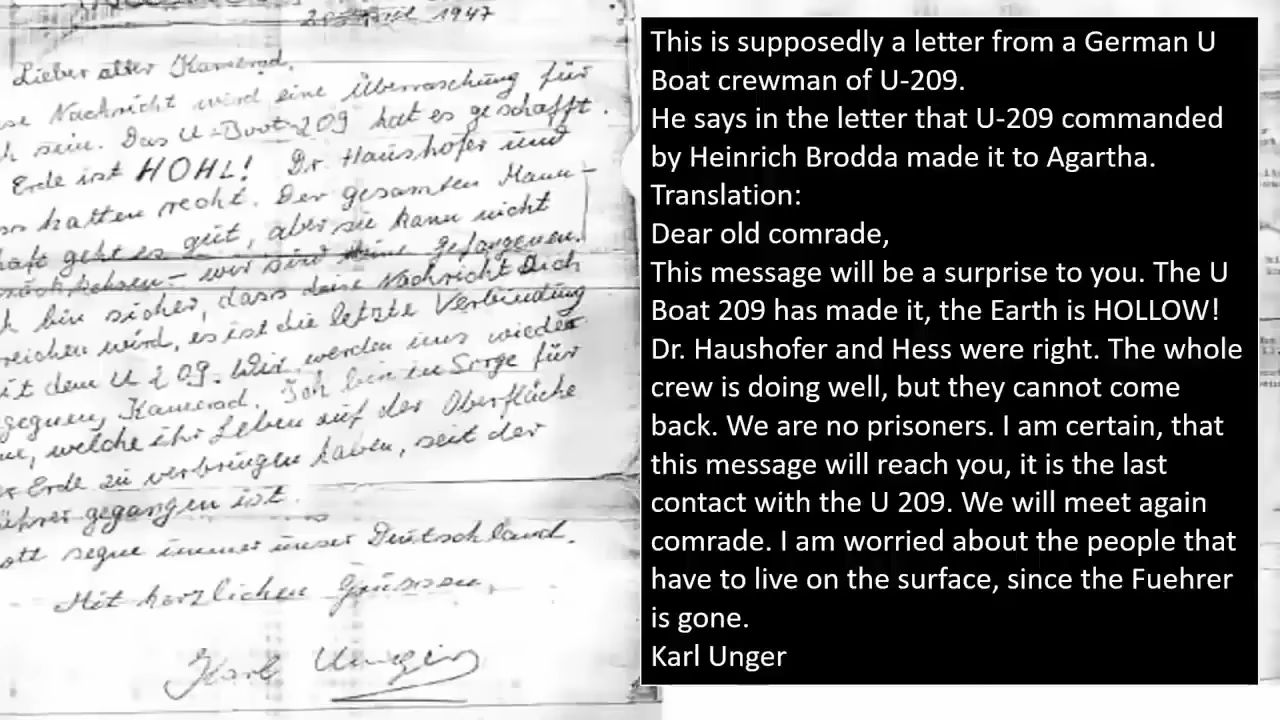 1947
Lieber alter Kamerad.
Nachricht wird eine Überraschung für
sein. Das U-Boot-209 hat es geschafft.
Erde ist HOHL! Dr. Haushofer und
hatten recht. Der gesamten Mann-
geht es gut, aber sie kann nicht
wir sind keine Gefangenen.
bin sicher, dass deine Nachricht Dich
reichen wird, es ist die letzte Verbindung
it dem U 209. Wir werden uns wieder
gegnen, Kamerad. Ich bin in Sorge für
welche ihr Leben auf der Oberfläche
Erde zu verbringen haben, seit der
gegangen ist.
ott segne immer unser Deutschland.
Mit herzlichen Grüssen,
Karl Unger
This is supposedly a letter from a German U
Boat crewman of U-209.
He says in the letter that U-209 commanded
by Heinrich Brodda made it to Agartha.
Translation:
Dear old comrade,
This message will be a surprise to you. The U
Boat 209 has made it, the Earth is HOLLOW!
Dr. Haushofer and Hess were right. The whole
crew is doing well, but they cannot come
back. We are no prisoners. I am certain, that
this message will reach you, it is the last
contact with the U 209. We will meet again
comrade. I am worried about the people that
have to live on the surface, since the Fuehrer
is gone.
Karl Unger